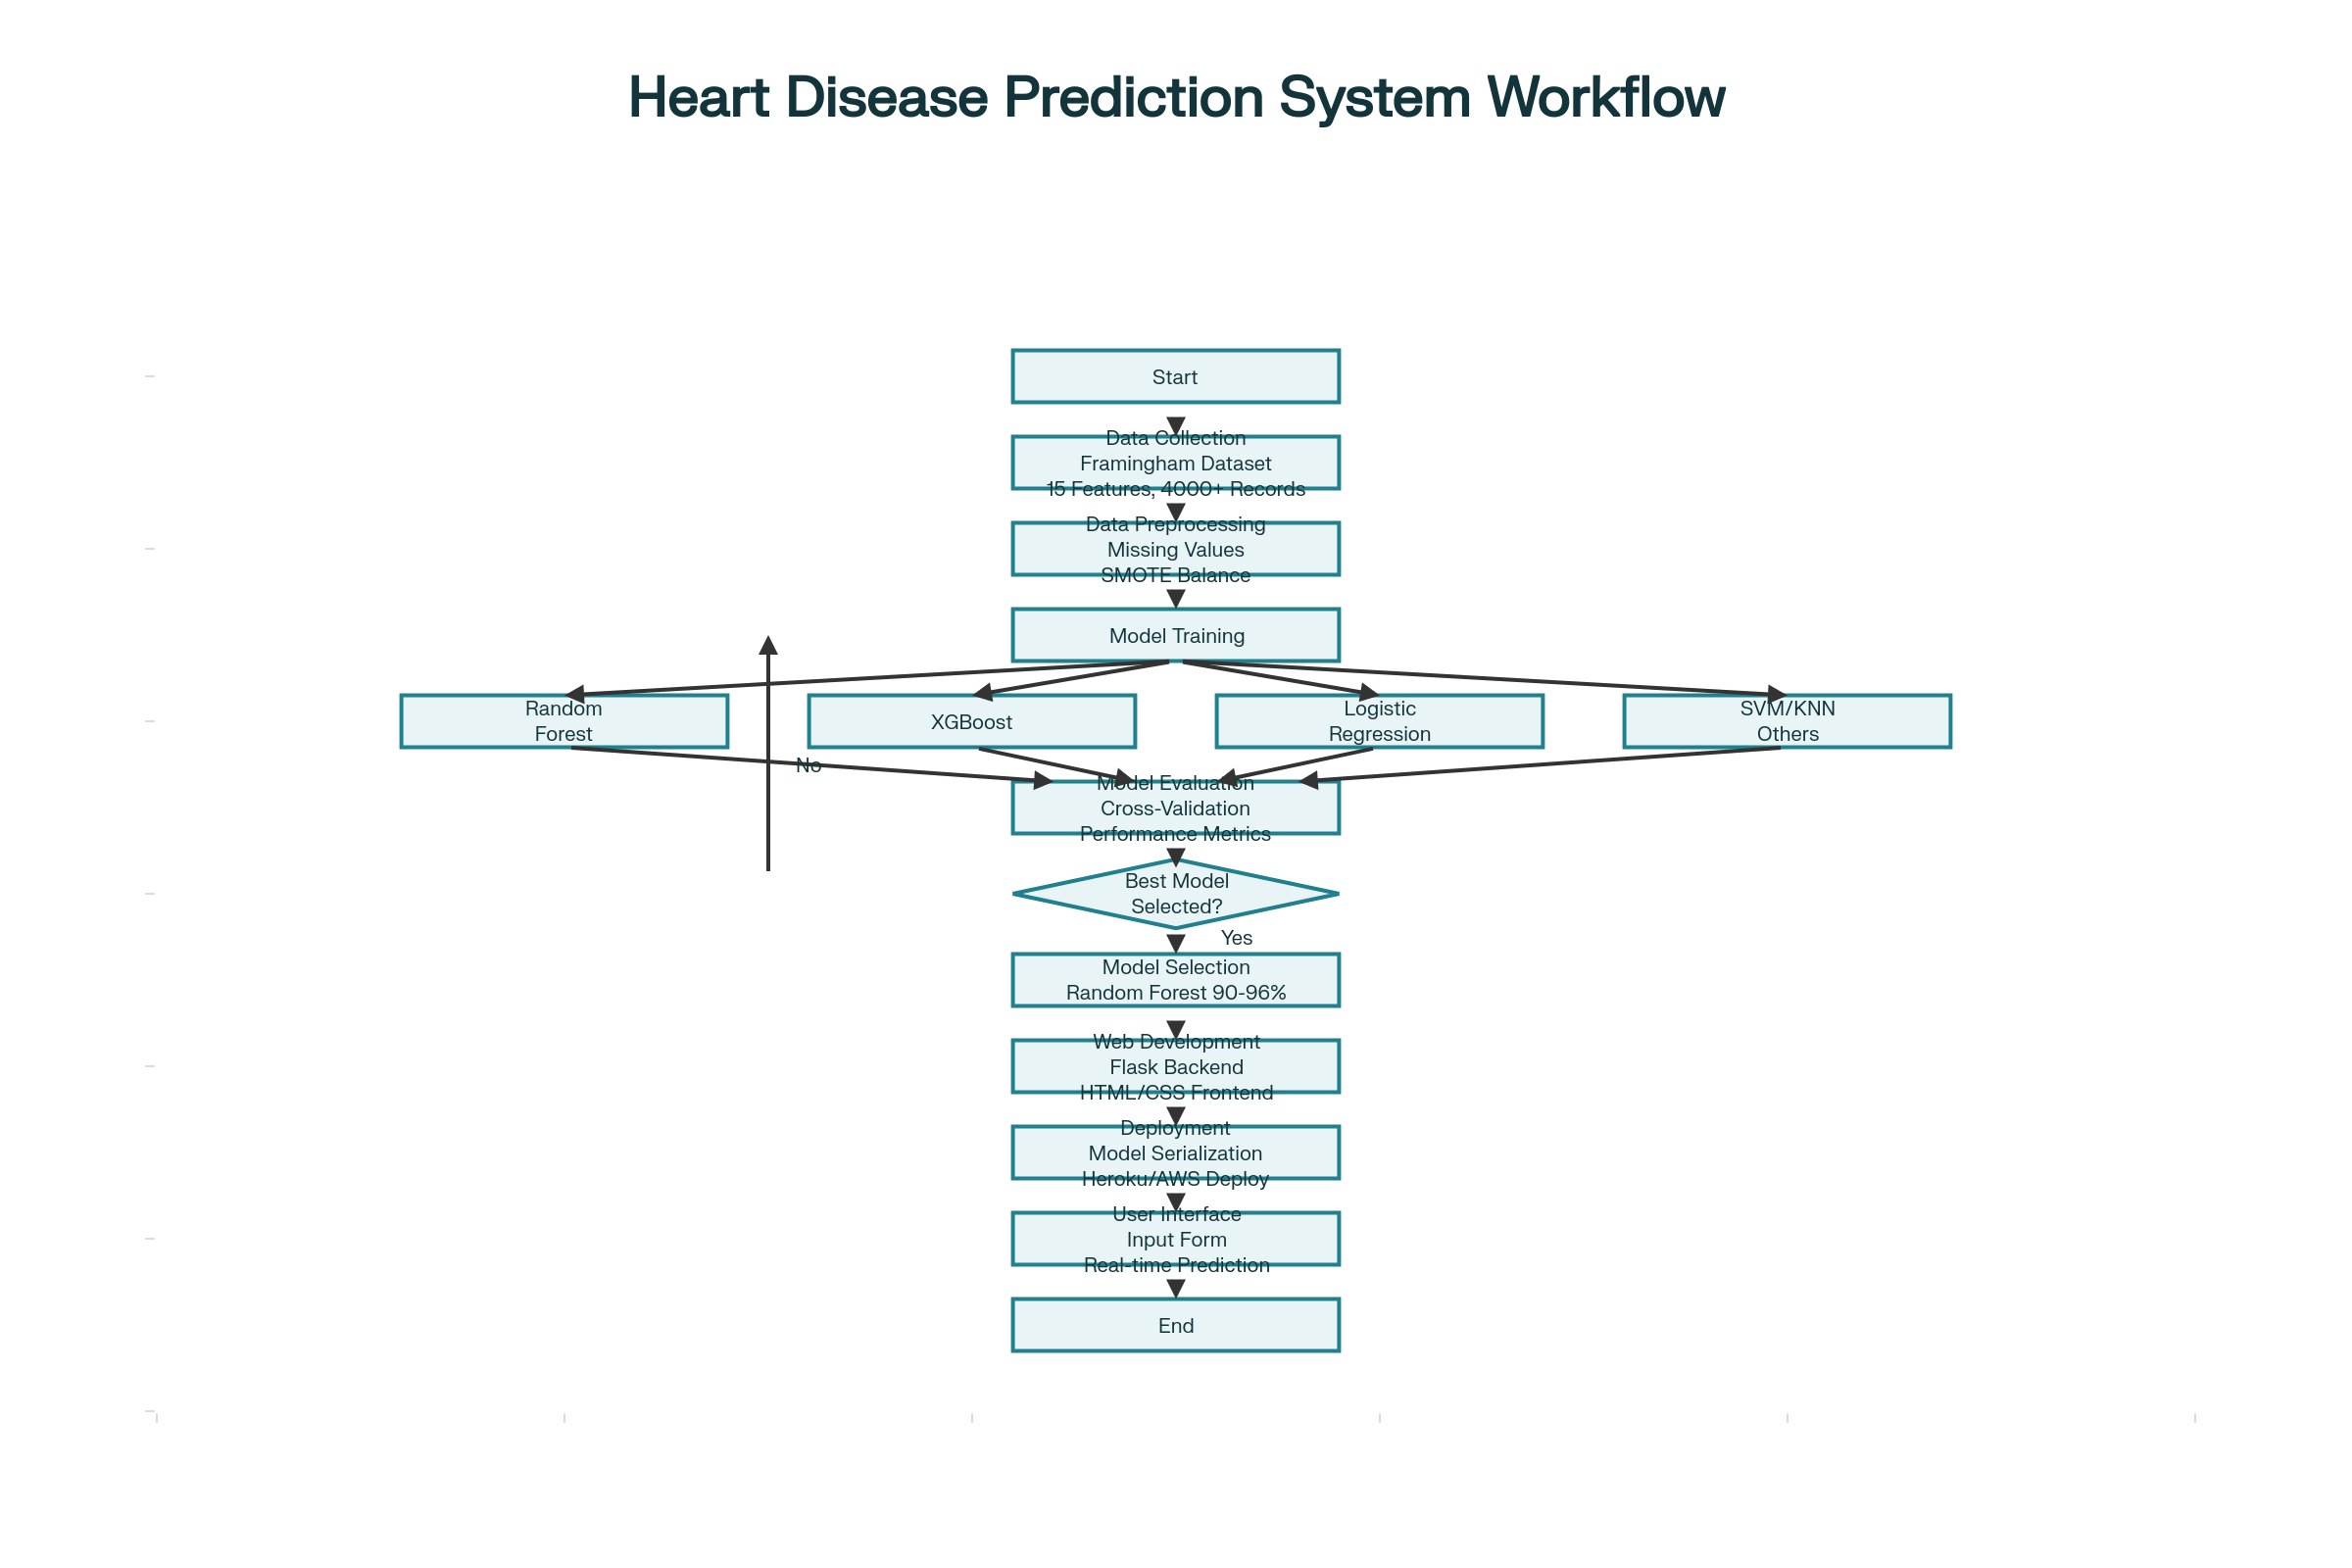 Heart Disease Prediction System Workflow
Start
Data Collection
Framingham Dataset
15 Features, 4000+ Records
Data Preprocessing
Missing Values
SMOTE Balance
Model Training
Random
Forest
XGBoost
Logistic
Regression
SVM/KNN
Others
No
Model Evaluation
Cross-Validation
Performance Metrics
Best Model
Selected?
Yes
Model Selection
Random Forest 90-96%
Web Development
Flask Backend
HTML/CSS Frontend
Deployment
Model Serialization
Heroku/AWS Deploy
User Interface
Input Form
Real-time Prediction
End